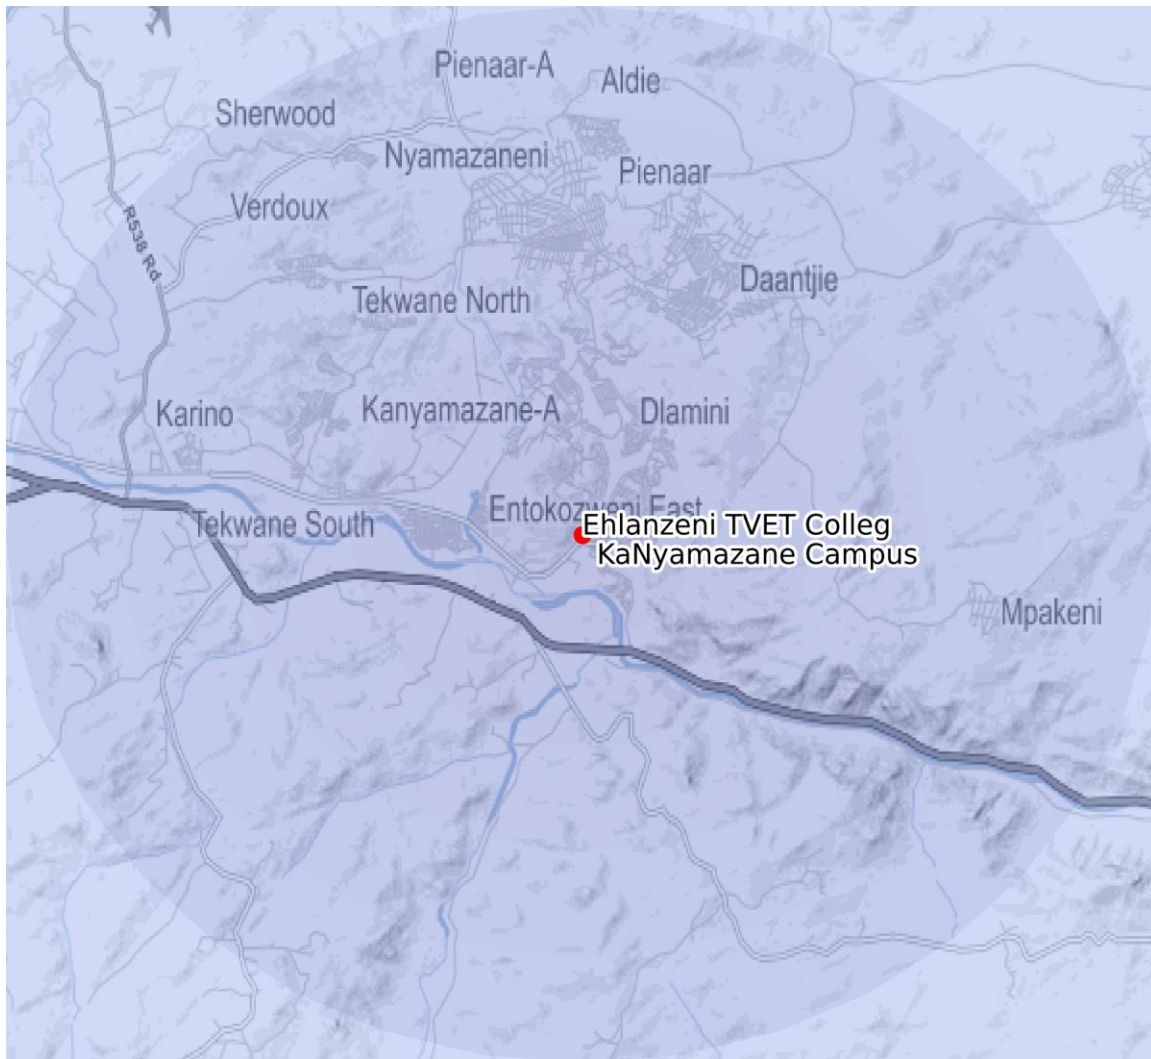 Pienaar-A
Aldie
Sherwood
Nyamazaneni
Pienaar
Verdoux
R538 Rd
Daantjie
Tekwane North
Karino
Kanyamazane-A
Dlamini
Entokozweni East
Tekwane South
Ehlanzeni TVET Colleg
KaNyamazane Campus
Mpakeni